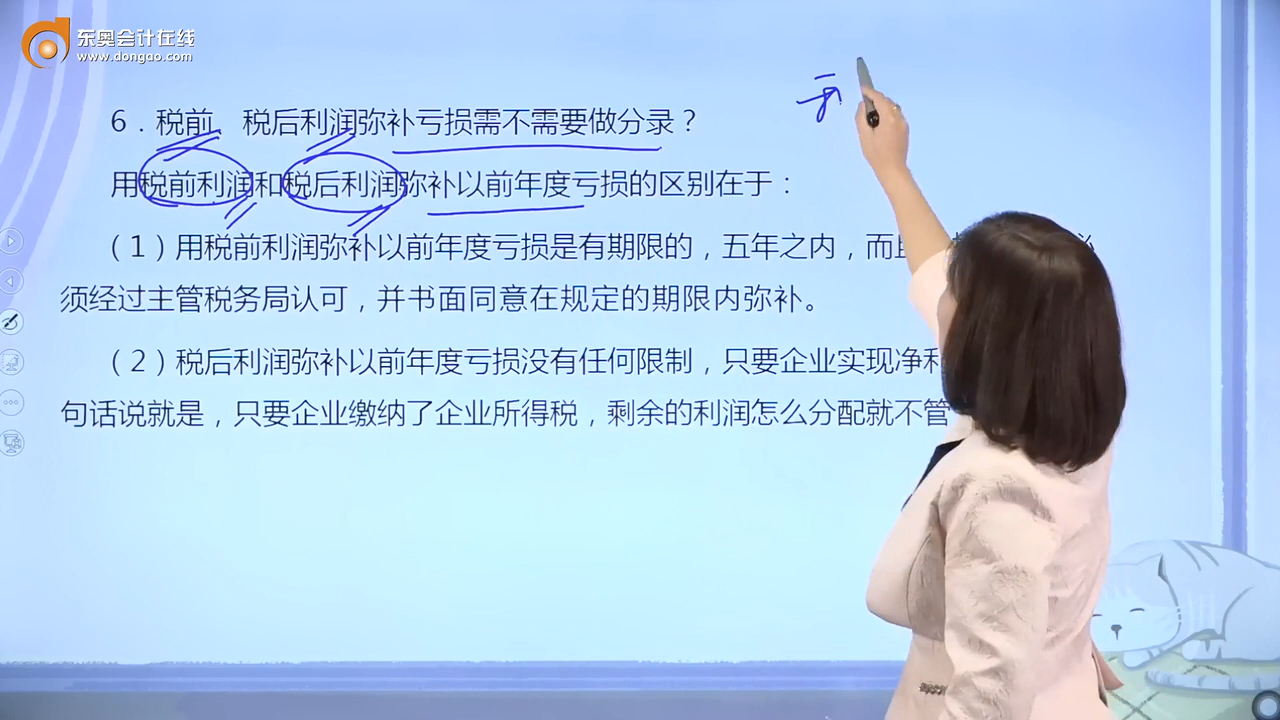 东奥会计在线
www.dongao.com
6．税前、税后利润弥补亏损需不需要做分录？
用税前利润和税后利润弥补以前年度亏损的区别在于：
（1）用税前利润弥补以前年度亏损是有期限的，五年之内，而且
须经过主管税务局认可，并书面同意在规定的期限内弥补。
（2）税后利润弥补以前年度亏损没有任何限制，只要企业实现净利
句话说就是，只要企业缴纳了企业所得税，剩余的利润怎么分配就不管